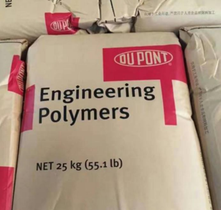 DU PONT
Engineering
Polymers
NET 25 kg (55.1 lb)